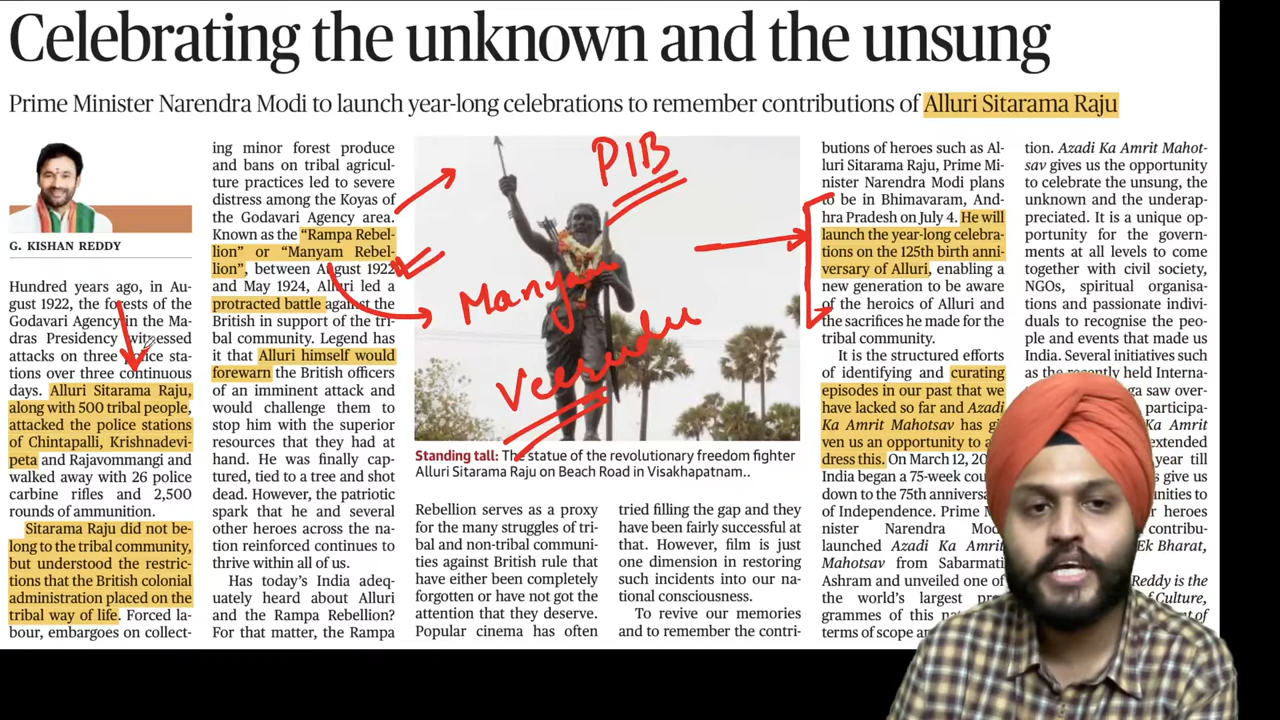 Celebrating the unknown and the unsung
Prime Minister Narendra Modi to launch year-long celebrations to remember contributions of Alluri Sitarama Raju
G. KISHAN REDDY
Hundred years ago, in Au-
gust 1922, the forests of the
Godavari Agency in the Ma-
dras Presidency witnessed
attacks on three police sta-
tions over three continuous
days. Alluri Sitarama Raju,
along with 500 tribal people,
attacked the police stations
of Chintapalli, Krishnadevi-
peta and Rajavommangi and
walked away with 26 police
carbine rifles and 2,500
rounds of ammunition.
Sitarama Raju did not be-
long to the tribal community,
but understood the restric-
tions that the British colonial
administration placed on the
tribal way of life. Forced la-
bour, embargoes on collect-
ing minor forest produce
and bans on tribal agricul-
ture practices led to severe
distress among the Koyas of
the Godavari Agency area.
Known as the “Rampa Rebel-
lion” or “Manyam Rebel-
lion”, between August 1922
and May 1924, Alluri led a
protracted battle against the
British in support of the tri-
bal community. Legend has
it that Alluri himself would
forewarn the British officers
of an imminent attack and
would challenge them to
stop him with the superior
resources that they had at
hand. He was finally cap-
tured, tied to a tree and shot
dead. However, the patriotic
spark that he and several
other heroes across the na-
tion reinforced continues to
thrive within all of us.
Has today's India adeq-
uately heard about Alluri
and the Rampa Rebellion?
For that matter, the Rampa
PIB
Manyam
Veerudu
Standing tall: The statue of the revolutionary freedom fighter
Alluri Sitarama Raju on Beach Road in Visakhapatnam..
Rebellion serves as a proxy
for the many struggles of tri-
bal and non-tribal communi-
ties against British rule that
have either been completely
forgotten or have not got the
attention that they deserve.
Popular cinema has often
tried filling the gap and they
have been fairly successful at
that. However, film is just
one dimension in restoring
such incidents into our na-
tional consciousness.
To revive our memories
and to remember the contri-
butions of heroes such as Al-
luri Sitarama Raju, Prime Mi-
nister Narendra Modi plans
to be in Bhimavaram, And-
hra Pradesh on July 4. He will
launch the year-long celebra-
tions on the 125th birth anni-
versary of Alluri, enabling a
new generation to be aware
of the heroics of Alluri and
the sacrifices he made for the
tribal community.
It is the structured efforts
of identifying and curating
episodes in our past that we
have lacked so far and Azadi
Ka Amrit Mahotsav has gi
ven us an opportunity to a
dress this. On March 12, 20
India began a 75-week cou
down to the 75th anniversa
of Independence. Prime M
nister Narendra Mod
launched Azadi Ka Amrit
Mahotsav from Sabarmati
Ashram and unveiled one of
the world's largest pr
grammes of this nat
terms of scope an
tion. Azadi Ka Amrit Mahot-
sav gives us the opportunity
to celebrate the unsung, the
unknown and the underap-
preciated. It is a unique op-
portunity for the govern-
ments at all levels to come
together with civil society,
NGOs, spiritual organisa-
tions and passionate indivi-
duals to recognise the peo-
ple and events that made us
India. Several initiatives such
as the recently held Interna-
ga saw over-
participa-
Ka Amrit
extended
year till
give us
unities to
heroes
contribu-
Ek Bharat,
Reddy is the
Culture,
of